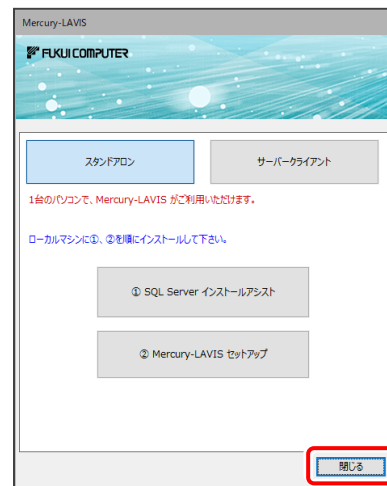 Mercury-LAVIS
FUKUI COMPUTER
スタンドアロン
サーバークライアント
1台のパソコンで、Mercury-LAVIS がご利用いただけます。
ローカルマシンに①、②を順にインストールして下さい。
① SQL Server インストールアシスト
② Mercury-LAVIS セットアップ
閉じる